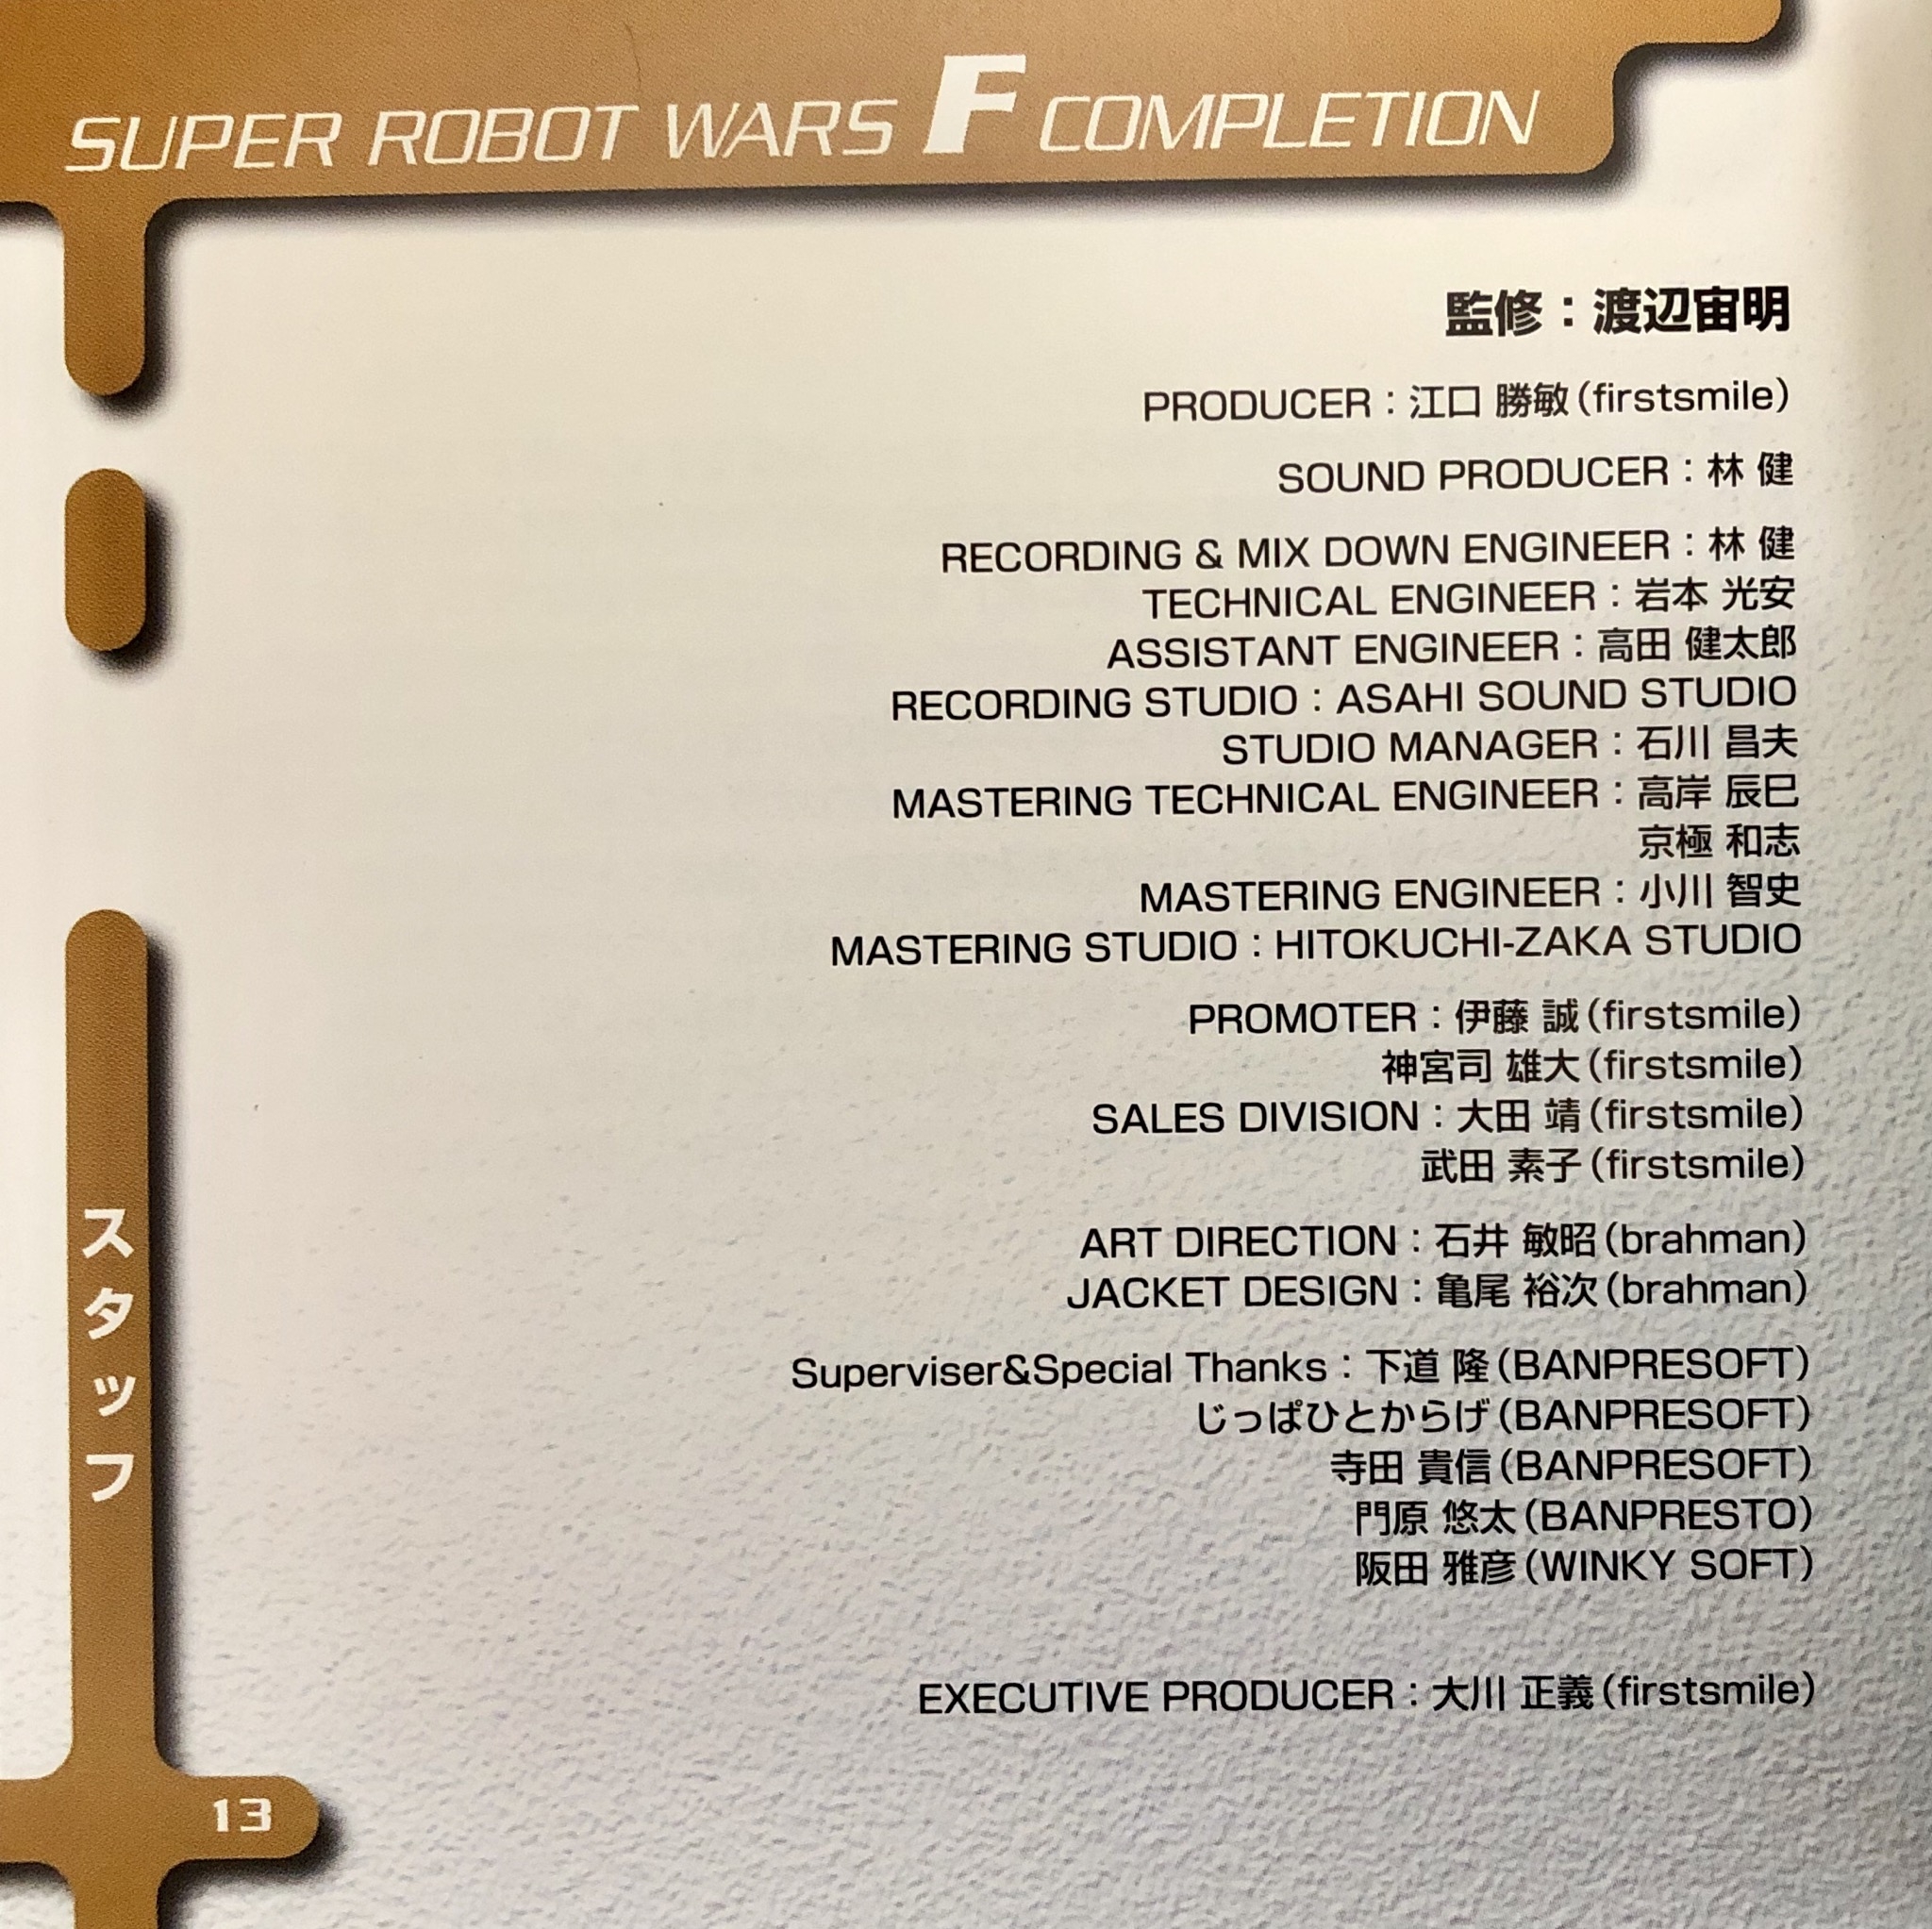 SUPER ROBOT WARS F COMPLETION
監修：渡辺宙明
PRODUCER：江口 勝敏(firstsmile)
SOUND PRODUCER：林 健
RECORDING & MIX DOWN ENGINEER：林 健
TECHNICAL ENGINEER：岩本 光安
ASSISTANT ENGINEER：高田 健太郎
RECORDING STUDIO：ASAHI SOUND STUDIO
STUDIO MANAGER：石川 昌夫
MASTERING TECHNICAL ENGINEER：高岸 辰巳
京極 和志
MASTERING ENGINEER：小川 智史
MASTERING STUDIO：HITOKUCHI-ZAKA STUDIO
PROMOTER：伊藤 誠(firstsmile)
神宮司 雄大(firstsmile)
SALES DIVISION：大田 靖(firstsmile)
武田 素子(firstsmile)
ART DIRECTION：石井 敏昭(brahman)
JACKET DESIGN：亀尾 裕次(brahman)
Superviser&Special Thanks：下道 隆(BANPRESOFT)
じっぱひとからげ(BANPRESOFT)
寺田 貴信(BANPRESOFT)
門原 悠太(BANPRESTO)
阪田 雅彦(WINKY SOFT)
EXECUTIVE PRODUCER：大川 正義(firstsmile)
スタッフ
13